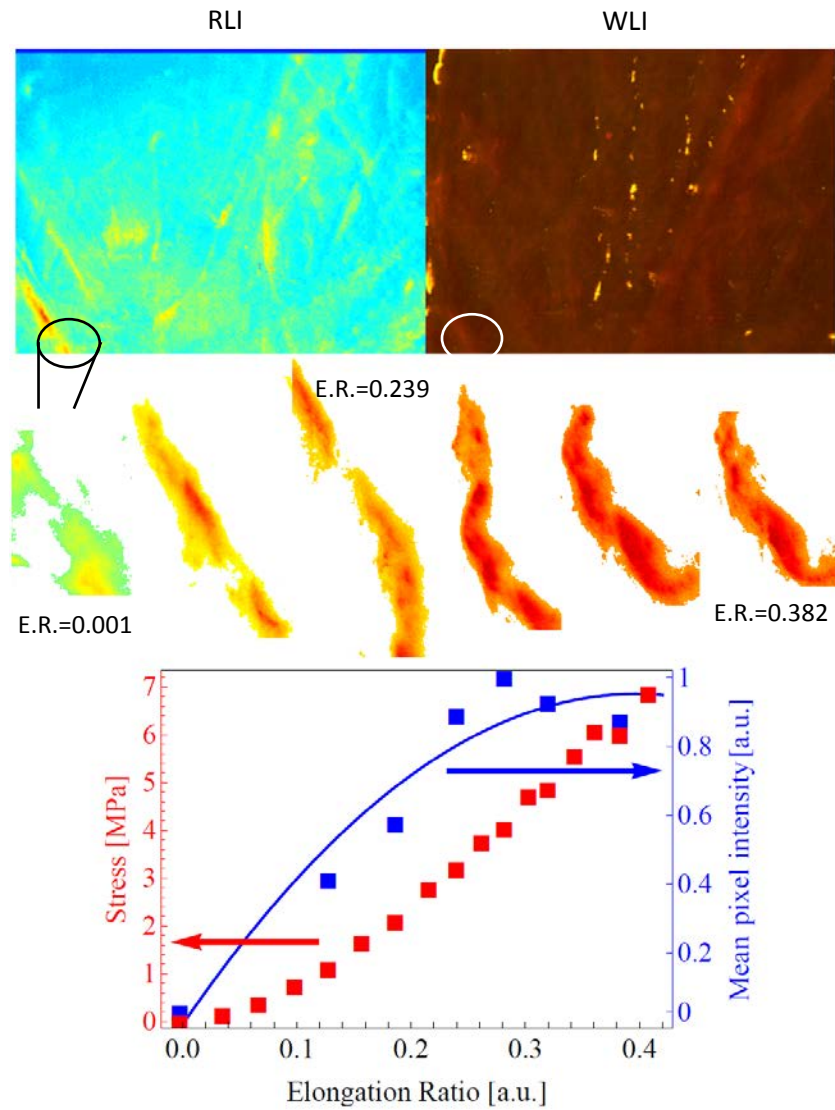 RLI
WLI
E.R.=0.239
E.R.=0.001
E.R.=0.382
7
6
5
4
3
2
1
0
Stress [MPa]
1
0.8
0.6
0.4
0.2
0
Mean pixel intensity[a.u.]
0.0
0.1
0.2
0.3
0.4
Elongation Ratio [a.u.]